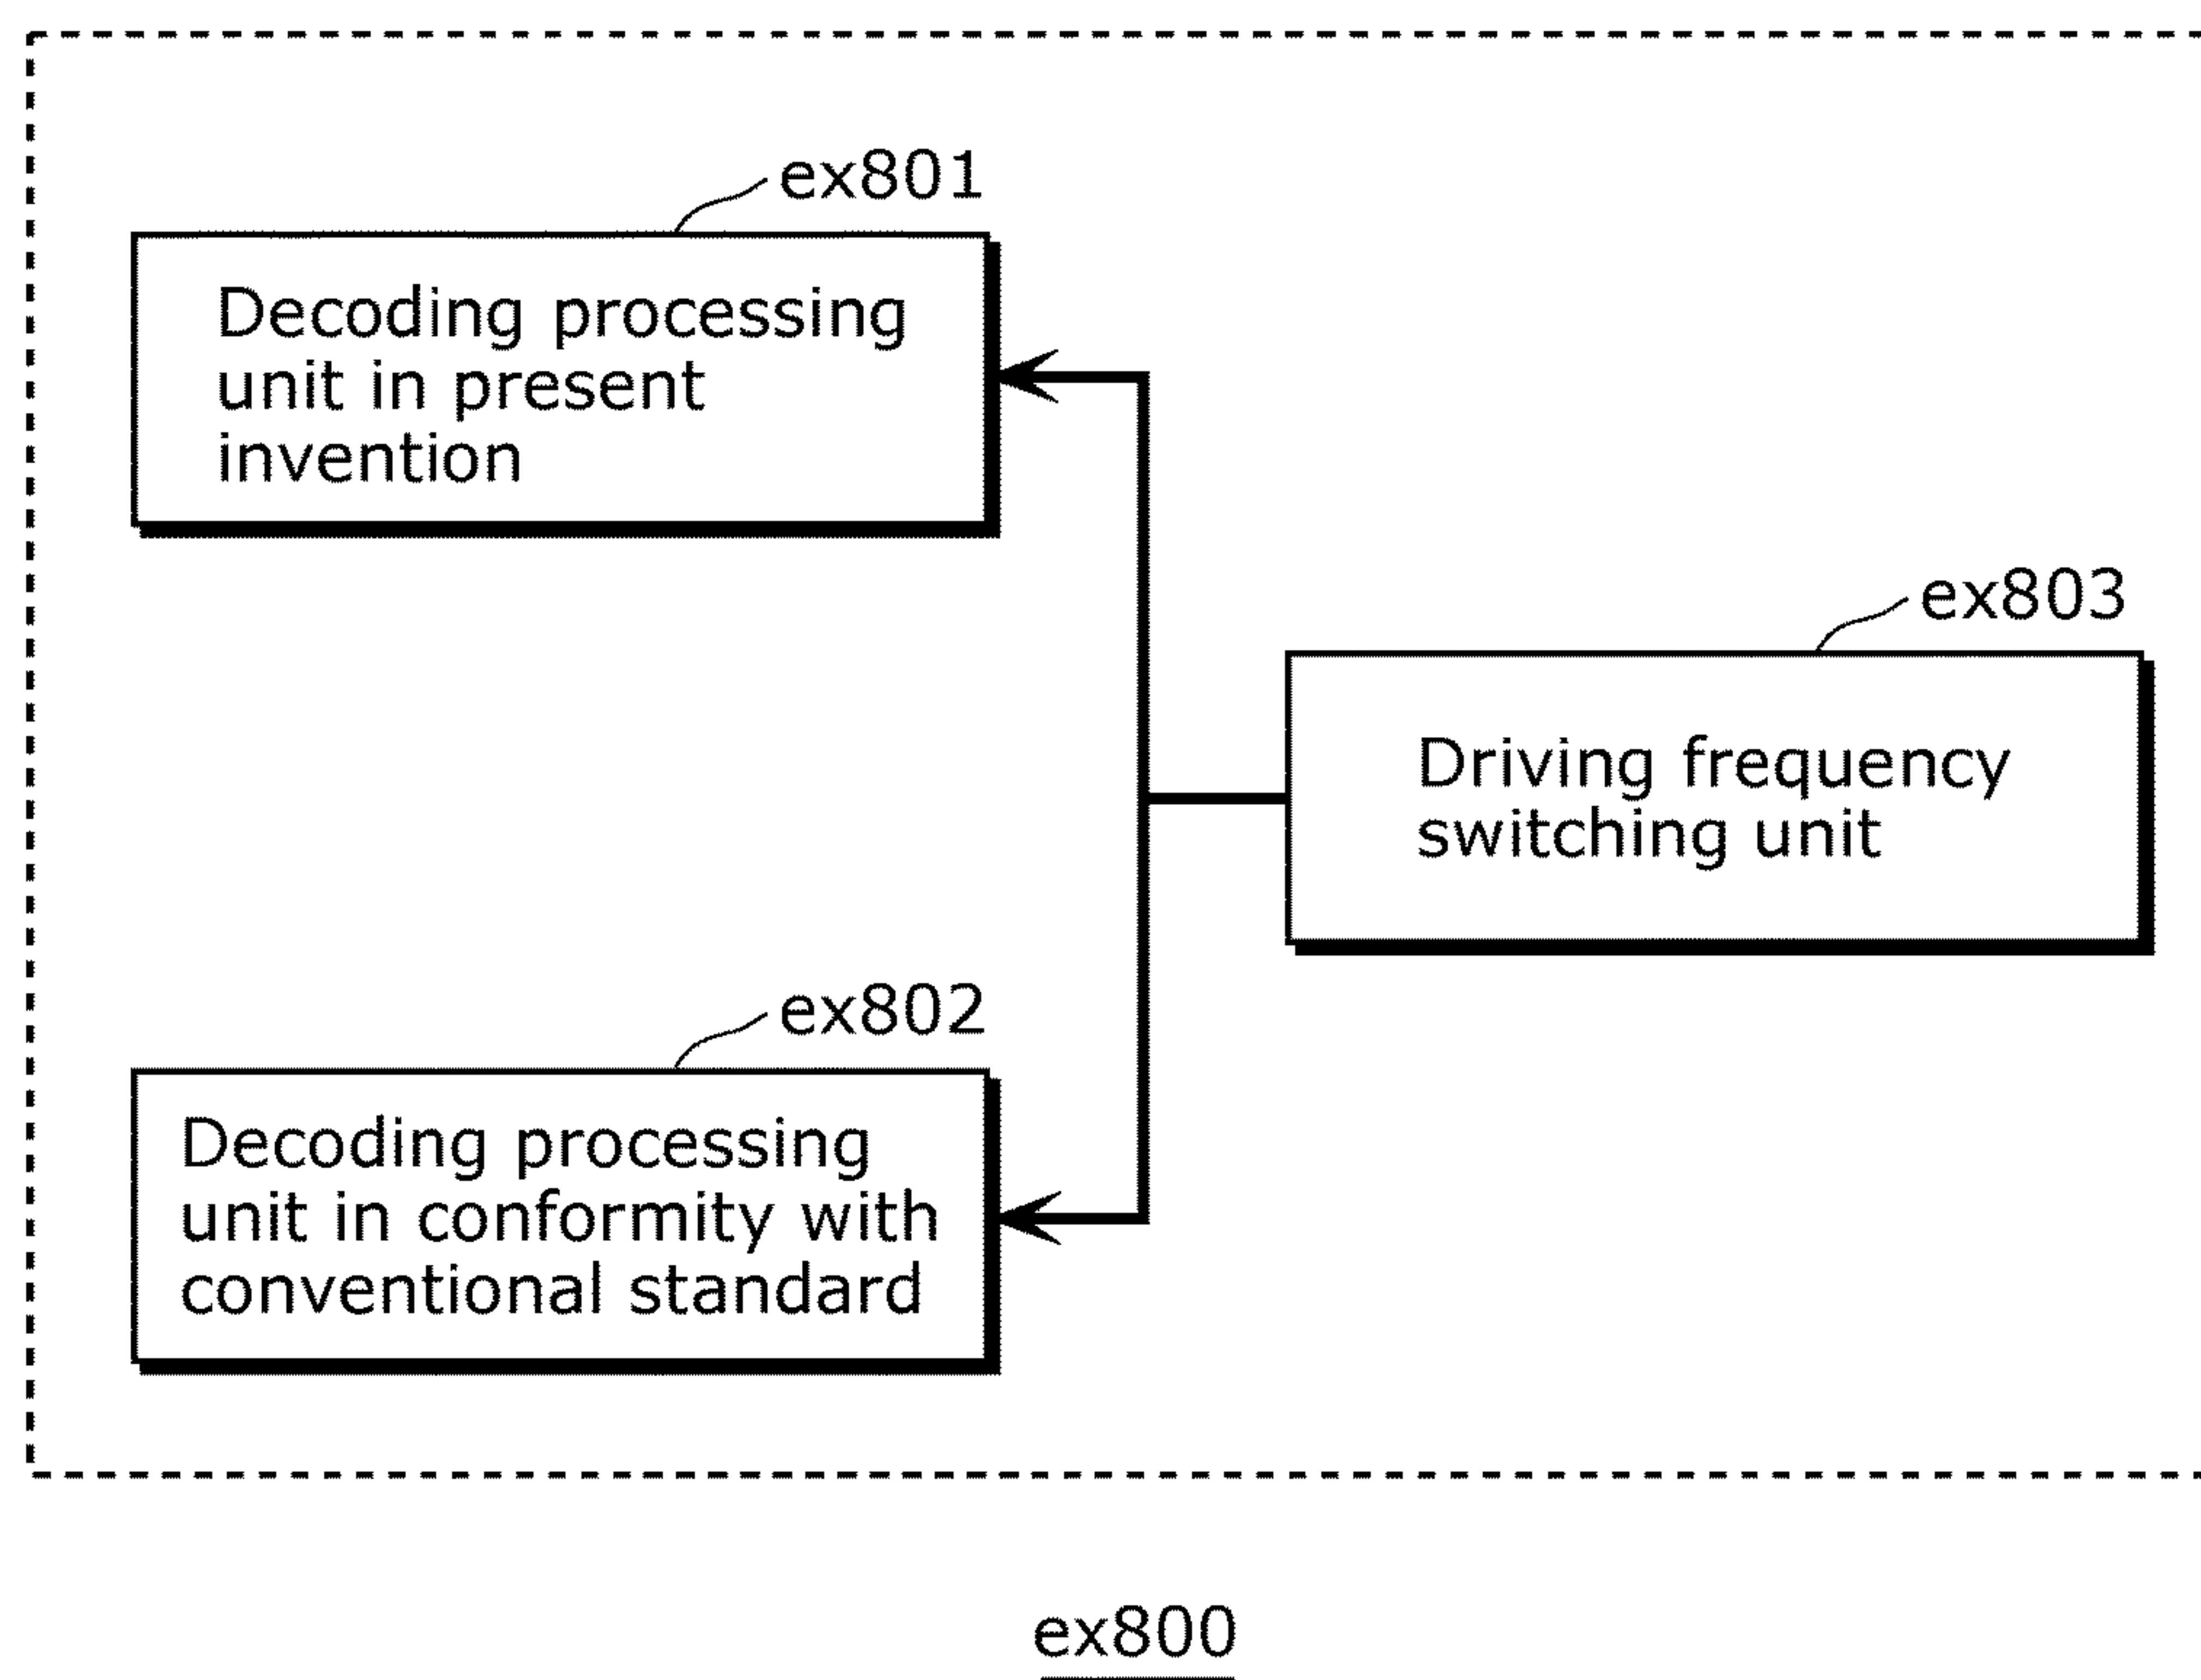 ex801
Decoding processing
unit in present
invention
ex803
Driving frequency
switching unit
ex802
Decoding processing
unit in conformity with
conventional standard
ex800